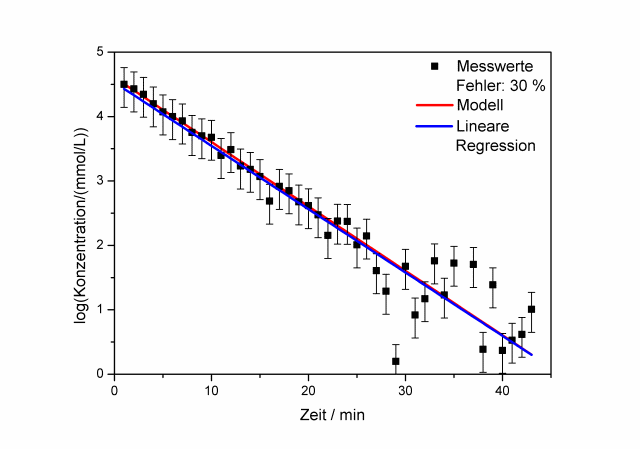 5
4
3
2
1
0
0
10
20
30
40
log(Konzentration/(mmol/L))
Zeit / min
Messwerte
Fehler: 30 %
Modell
Lineare
Regression